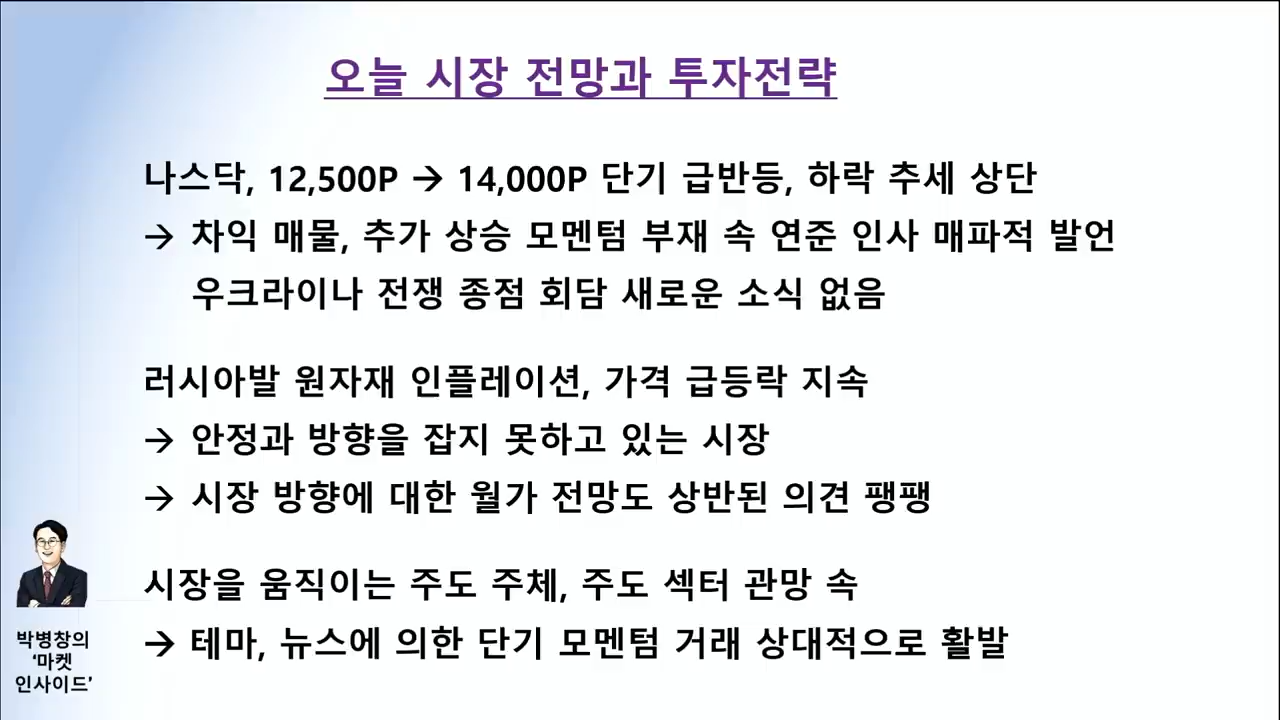 오늘 시장 전망과 투자전략
나스닥, 12,500P → 14,000P 단기 급반등, 하락 추세 상단
→ 차익 매물, 추가 상승 모멘텀 부재 속 연준 인사 매파적 발언
우크라이나 전쟁 종점 회담 새로운 소식 없음
러시아발 원자재 인플레이션, 가격 급등락 지속
→ 안정과 방향을 잡지 못하고 있는 시장
→ 시장 방향에 대한 월가 전망도 상반된 의견 팽팽
시장을 움직이는 주도 주체, 주도 섹터 관망 속
→ 테마, 뉴스에 의한 단기 모멘텀 거래 상대적으로 활발
박병창의
‘마켓
인사이드’